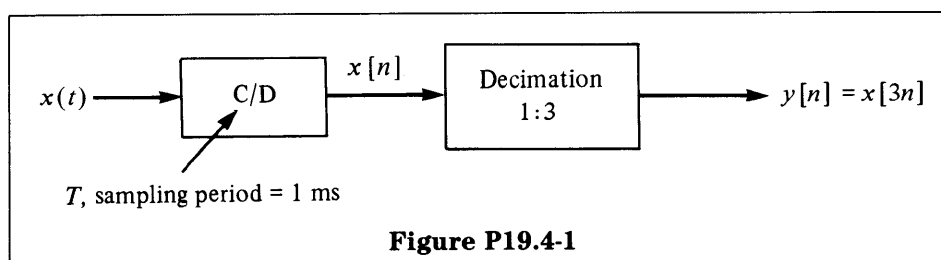 x(t)
C/D
x[n]
Decimation
1:3
y[n] = x[3n]
T, sampling period = 1 ms
Figure P19.4-1